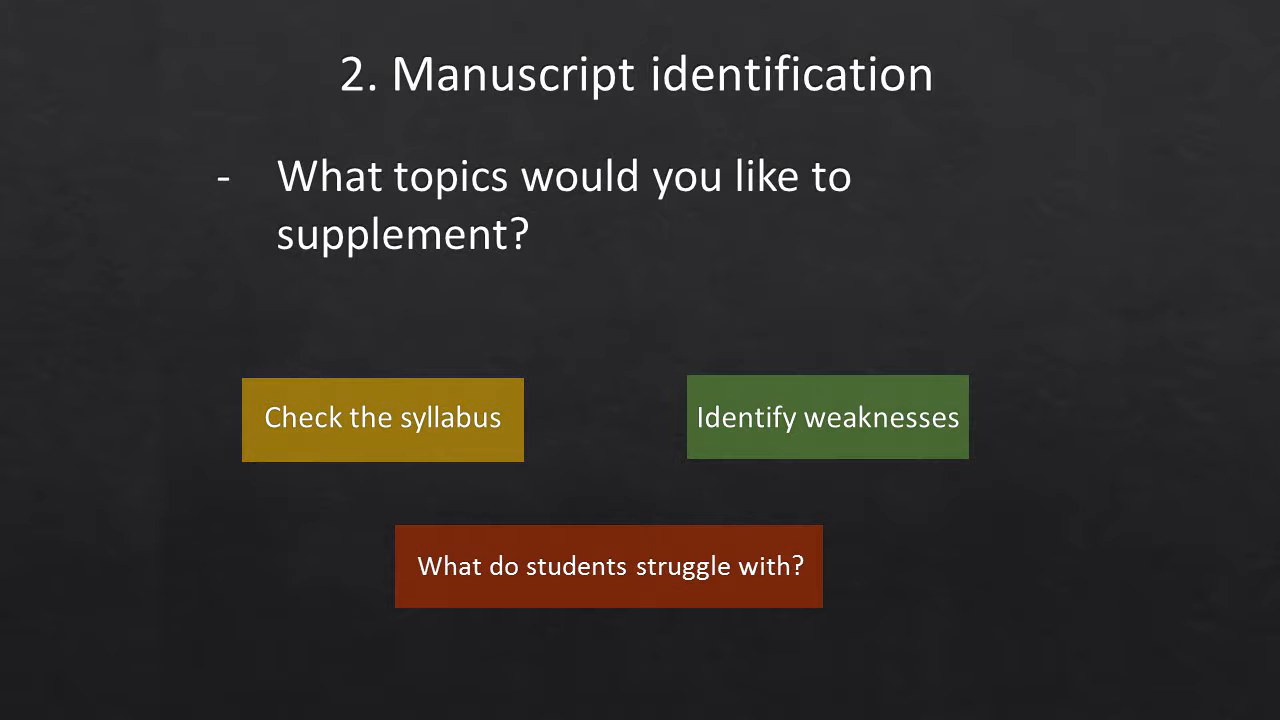 2. Manuscript identification
- What topics would you like to
supplement?
Check the syllabus
Identify weaknesses
What do students struggle with?